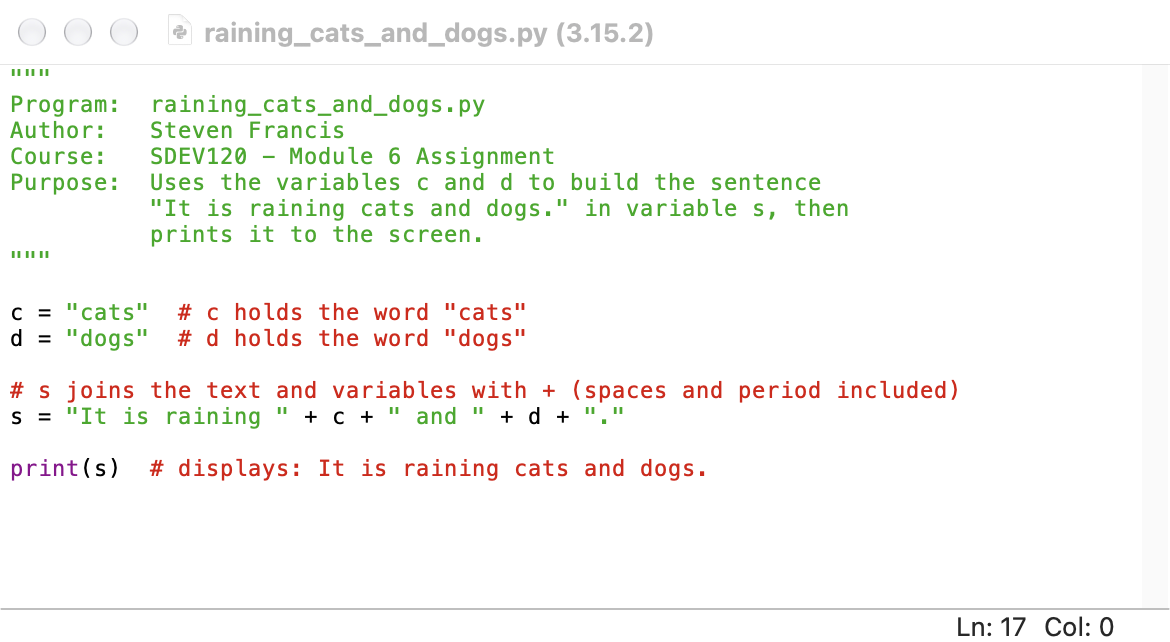 raining_cats_and_dogs.py (3.15.2)
"""
Program:  raining_cats_and_dogs.py
Author:   Steven Francis
Course:   SDEV120 – Module 6 Assignment
Purpose:  Uses the variables c and d to build the sentence
          "It is raining cats and dogs." in variable s, then
          prints it to the screen.
"""
c = "cats"  # c holds the word "cats"
d = "dogs"  # d holds the word "dogs"
# s joins the text and variables with + (spaces and period included)
s = "It is raining " + c + " and " + d + "."
print(s)  # displays: It is raining cats and dogs.
Ln: 17  Col: 0